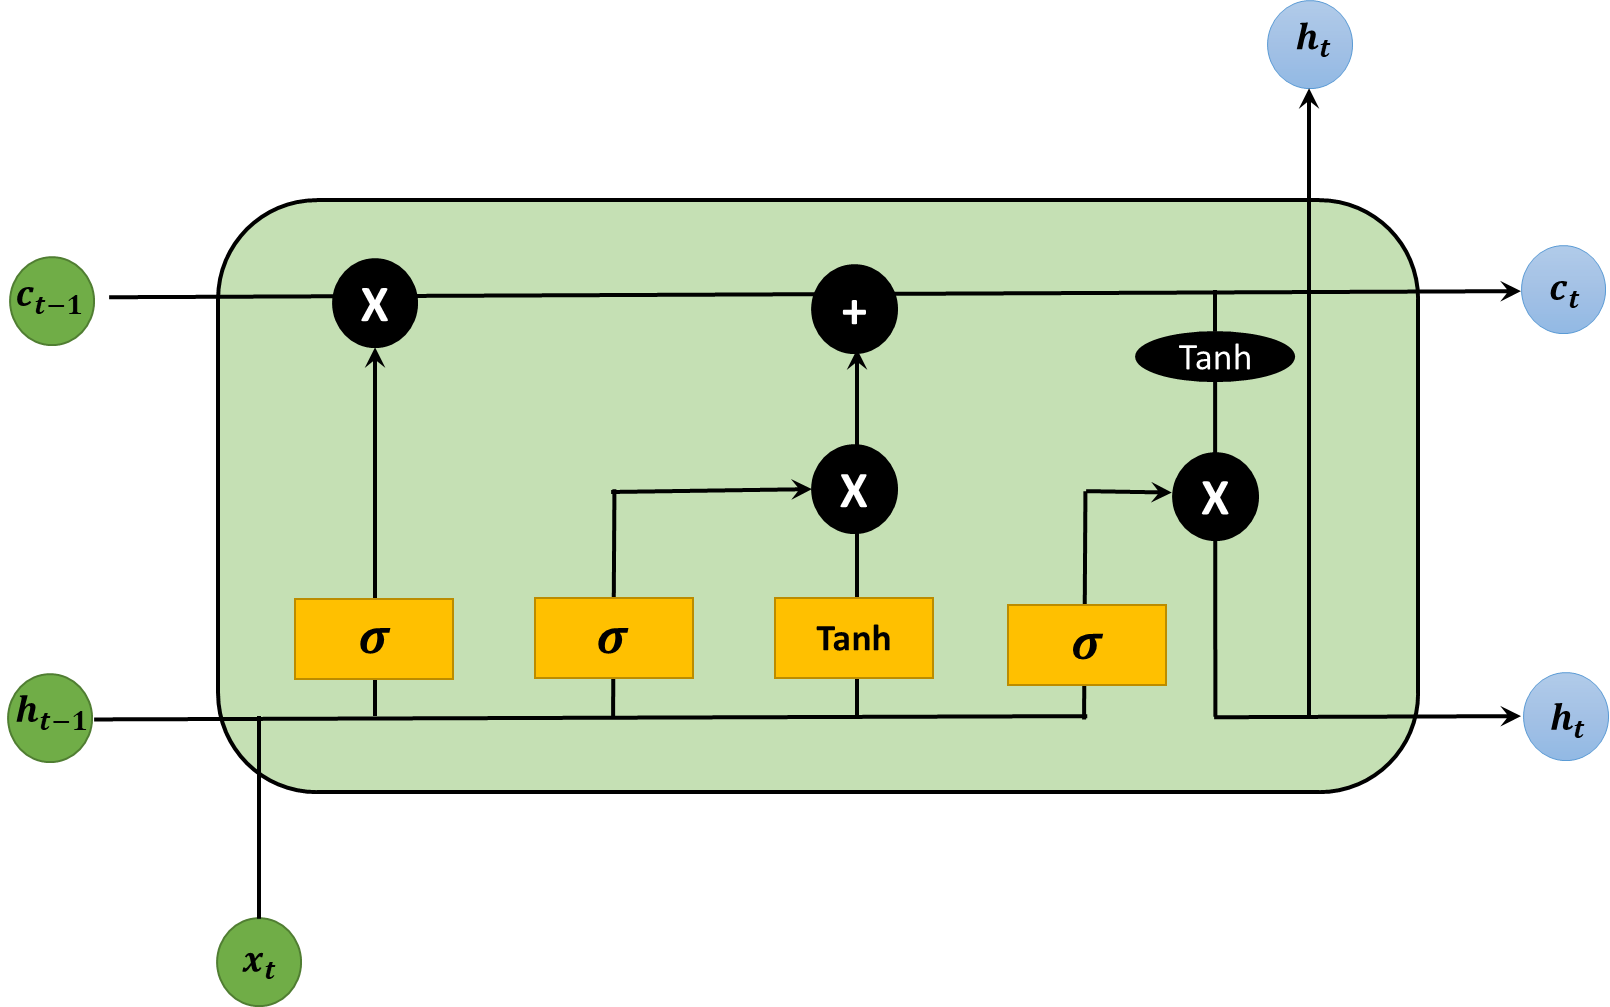 h_t
c_{t-1}
X
+
c_t
Tanh
X
X
σ
σ
Tanh
σ
h_{t-1}
h_t
x_t